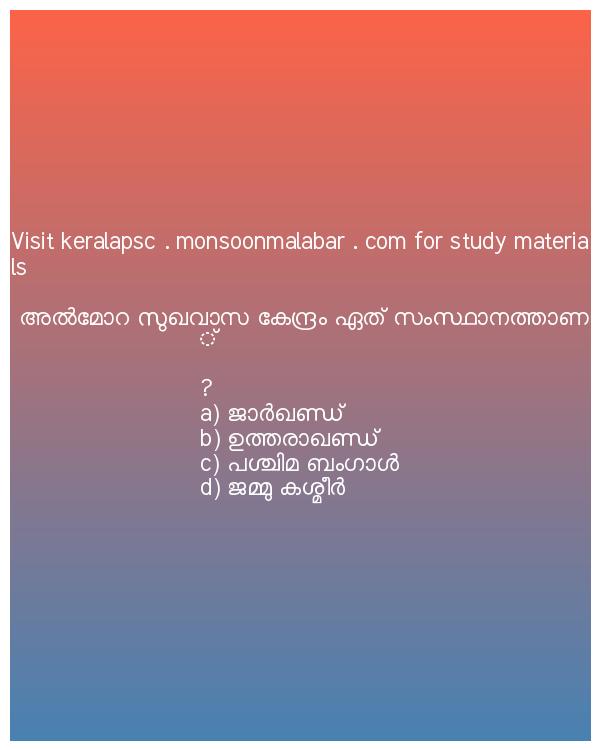 Visit keralapsc . monsoonmalabar . com for study materia
ls
അൽമോറ സുഖവാസ കേന്ദ്രം ഏത് സംസ്ഥാനത്താണ
്
?
a) ജാർഖണ്ഡ്
b) ഉത്തരാഖണ്ഡ്
c) പശ്ചിമ ബംഗാൾ
d) ജമ്മു കശ്മീർ